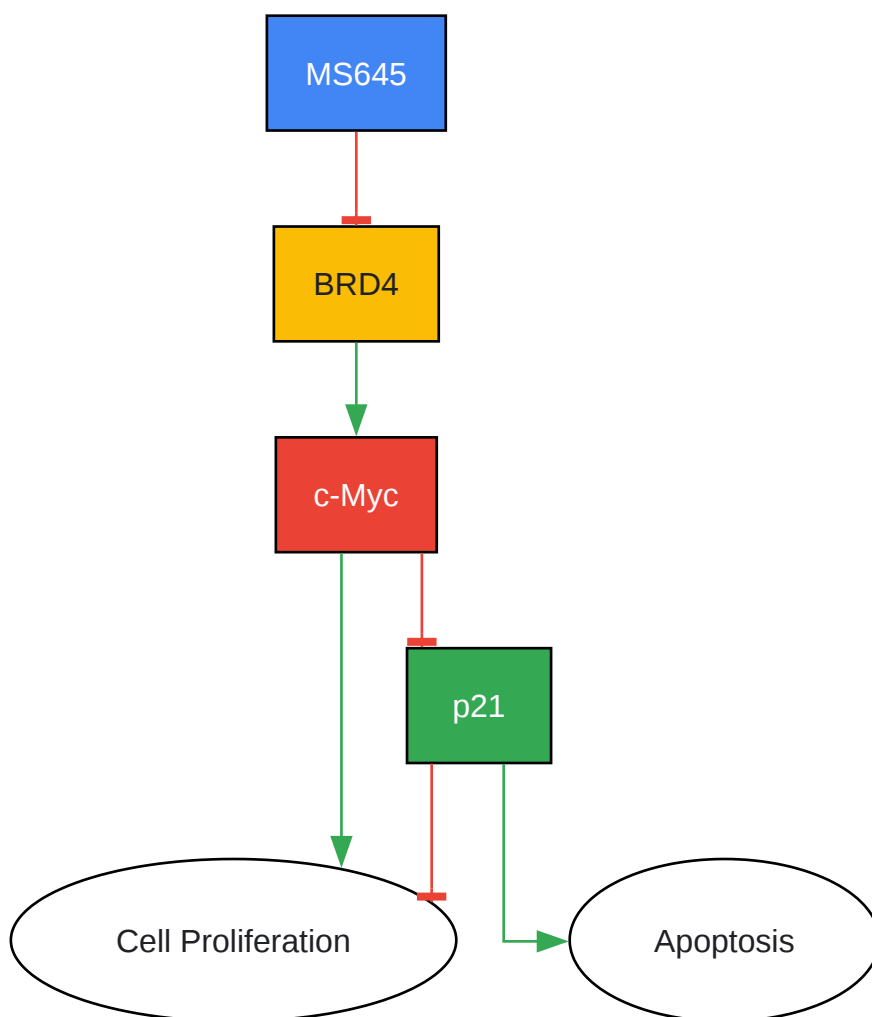 MS645
BRD4
c-Myc
p21
Cell Proliferation
Apoptosis